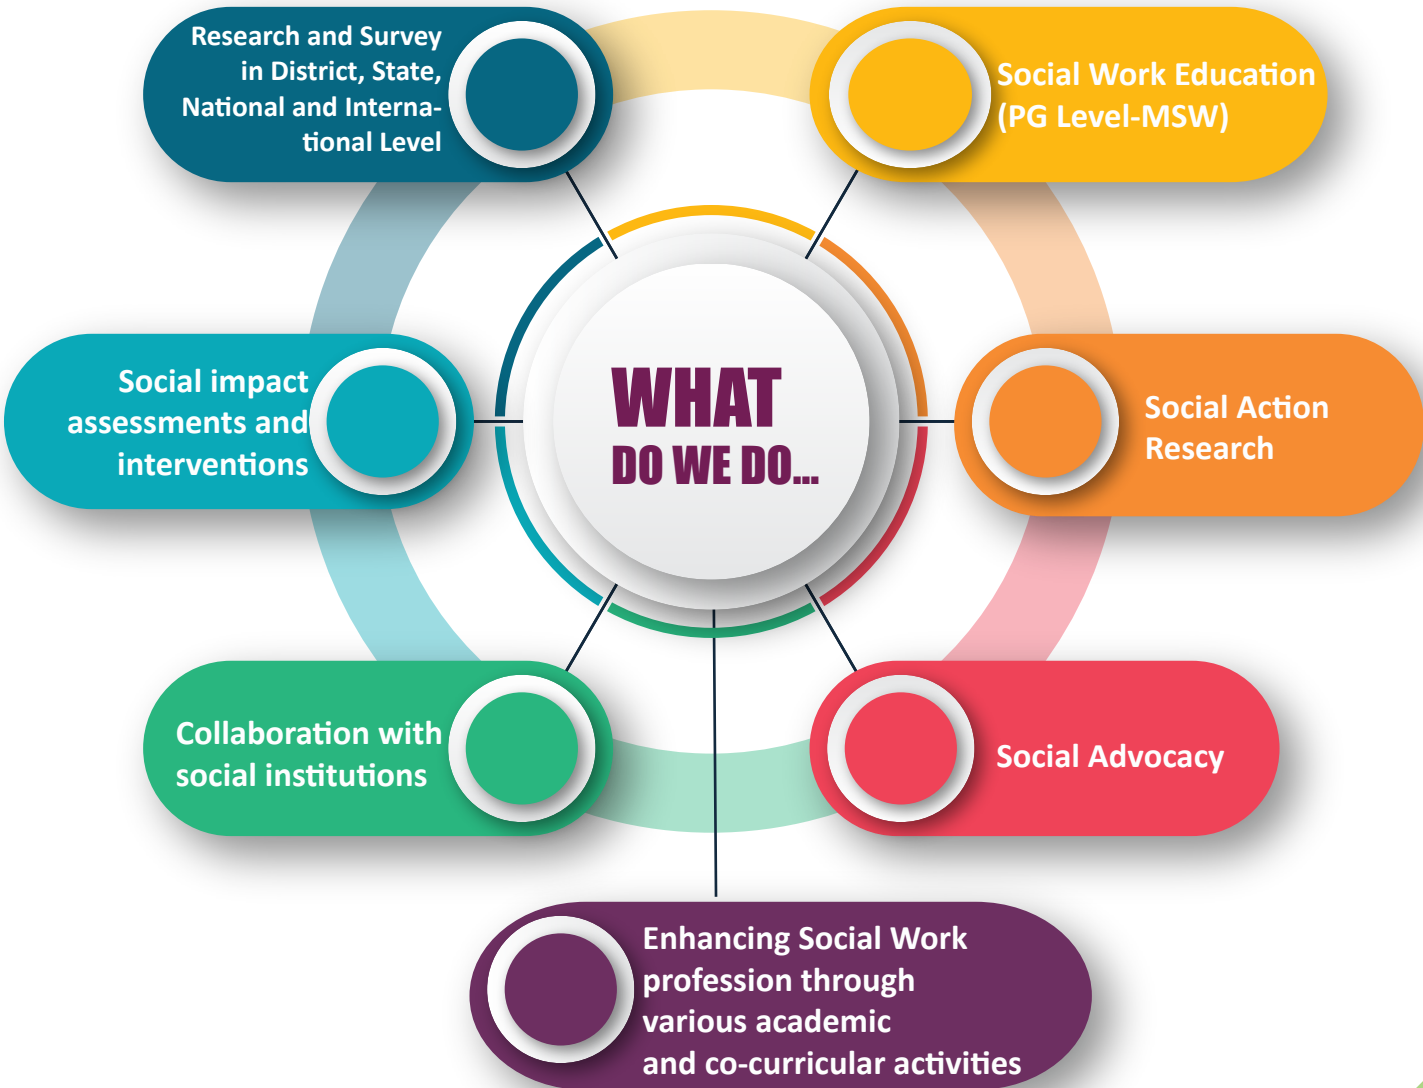 Research and Survey
in District, State,
National and Interna-
tional Level
Social Work Education
(PG Level-MSW)
Social impact
assessments and
interventions
WHAT
DO WE DO...
Social Action
Research
Collaboration with
social institutions
Social Advocacy
Enhancing Social Work
profession through
various academic
and co-curricular activities